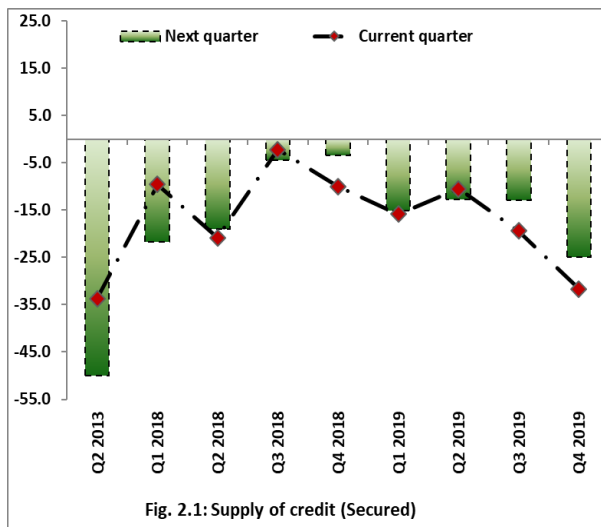 25.0
Next quarter Current quarter
15.0
5.0
-5.0
-15.0
-25.0
-35.0
-45.0
-55.0
Q2 2013
Q1 2018
Q2 2018
Q3 2018
Q4 2018
Q1 2019
Q2 2019
Q3 2019
Q4 2019
Fig. 2.1: Supply of credit (Secured)